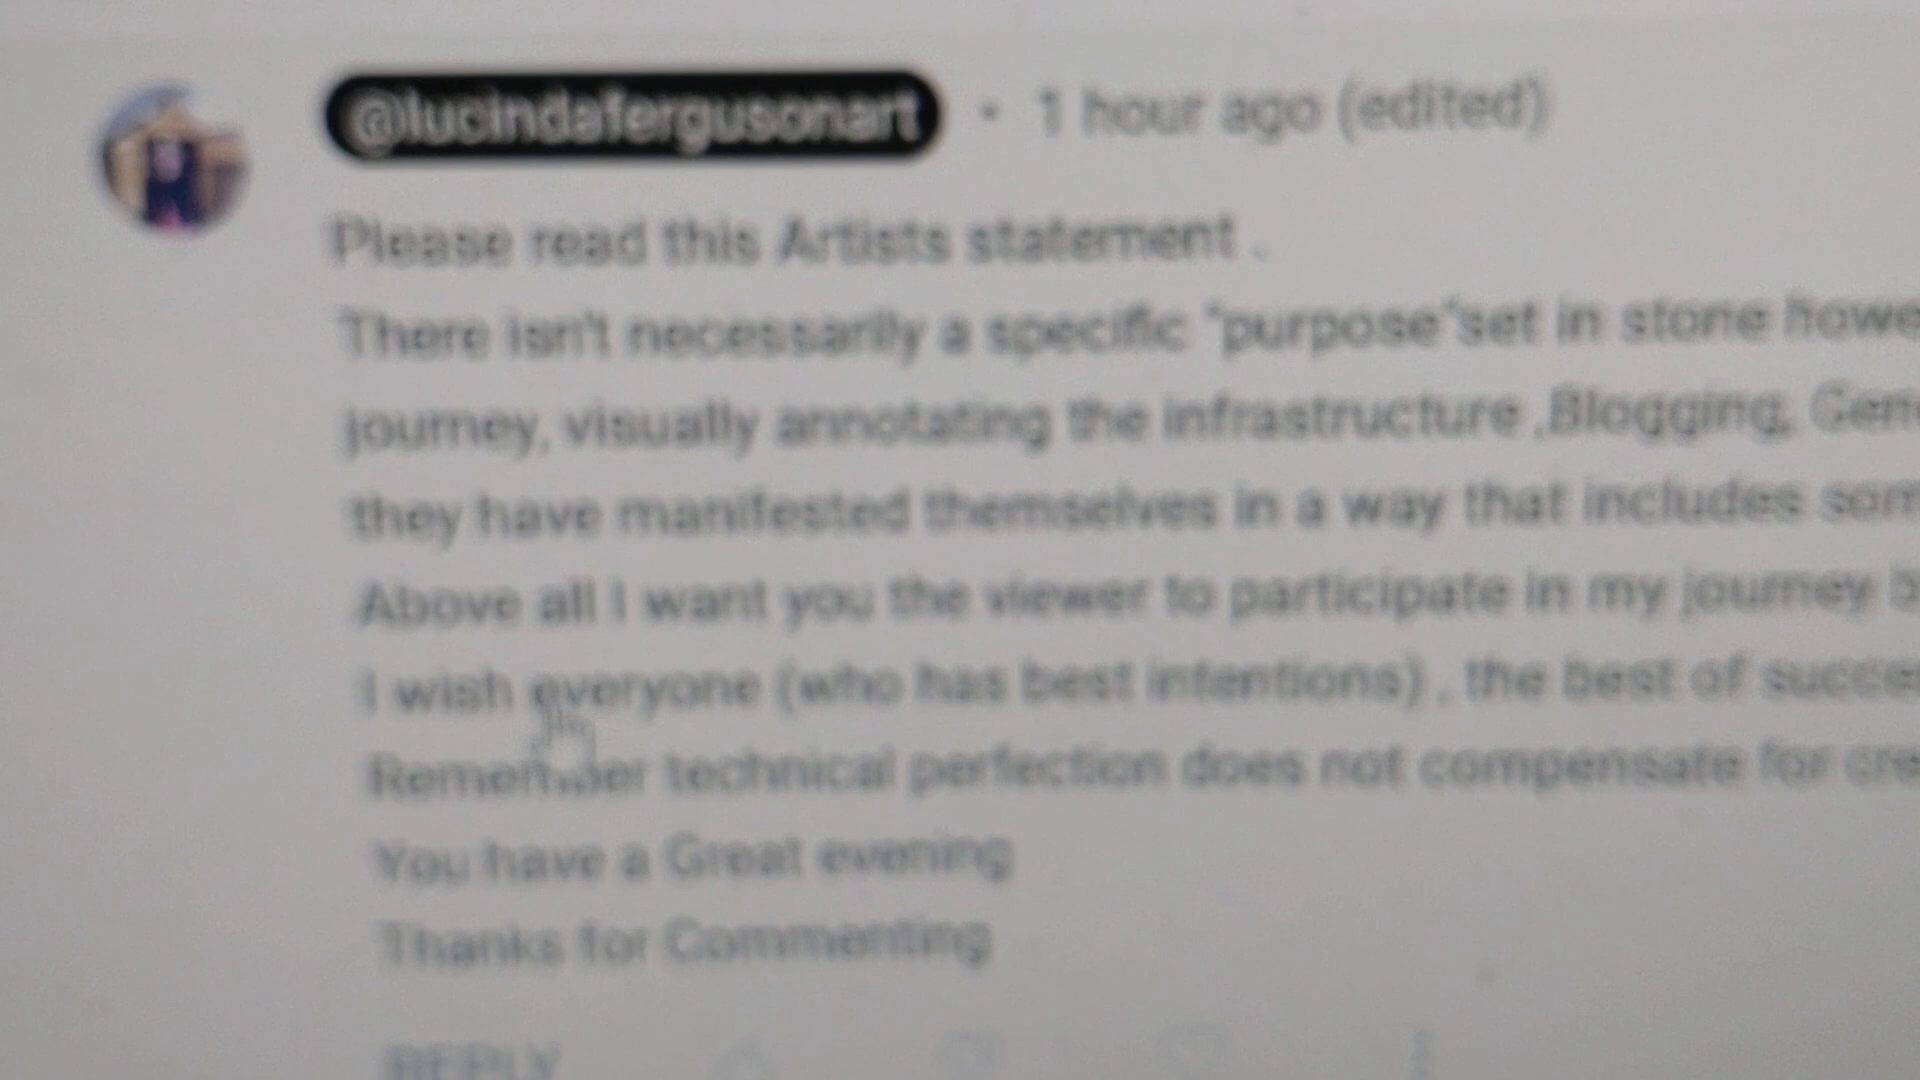 @lucindafergusonart • 1 hour ago (edited)
Please read this Artists statement .
There isn't necessarily a specific "purpose"set in stone howe
journey, visually annotating the infrastructure ,Blogging, Gen
they have manifested themselves in a way that includes som
Above all I want you the viewer to participate in my journey b
I wish everyone (who has best intentions) , the best of succe
Remember technical perfection does not compensate for cre
You have a Great evening
Thanks for Commenting
REPLY